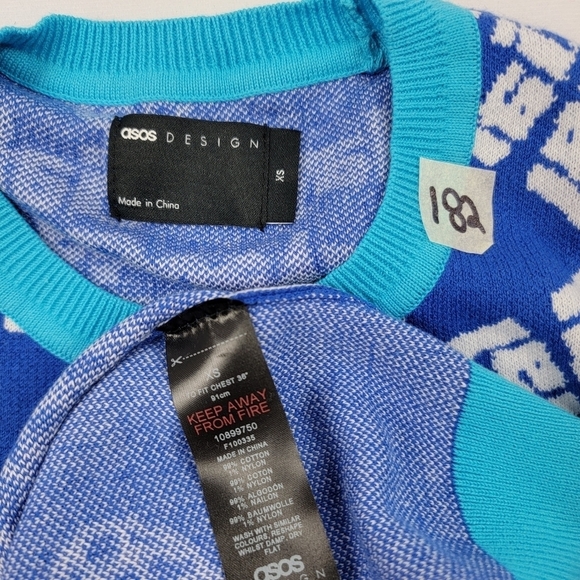 asos DESIGN
XS
Made in China
182
XS
TO FIT CHEST 36"
91cm
KEEP AWAY
FROM FIRE
10899750
F10033S
MADE IN CHINA
99% COTTON
1% NYLON
99% COTON
1% NYLON
99% ALGODÓN
1% NAILON
99% BAUMWOLLE
1% NYLON
WASH WITH SIMILAR
COLOURS, RESHAPE
WHILST DAMP. DRY
FLAT
asos
DESIGN